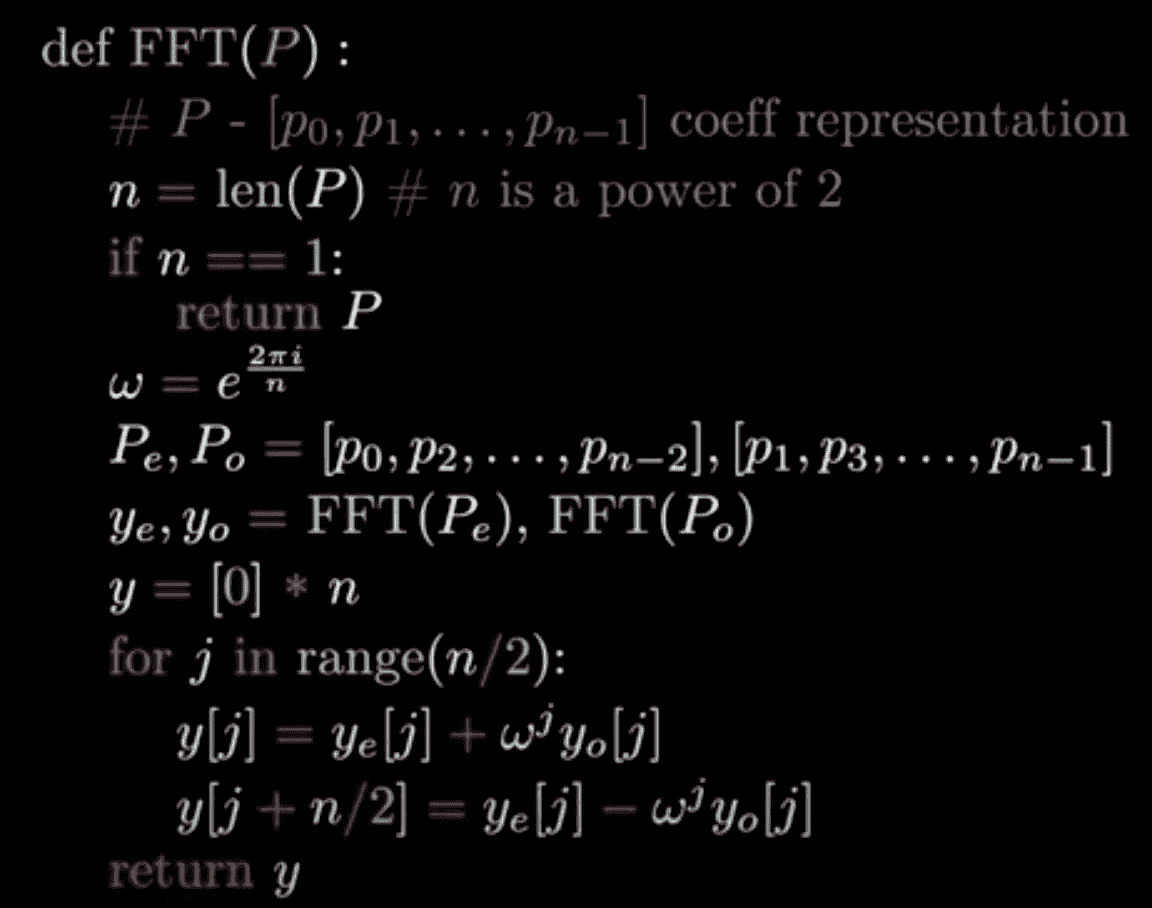 def FFT(P) :
# P - [p₀, p₁, . . . , pₙ₋₁] coeff representation
n = len(P) # n is a power of 2
if n == 1:
return P
ω = e^(2πi/n)
Pₑ, Pₒ = [p₀, p₂, . . . , pₙ₋₂], [p₁, p₃, . . . , pₙ₋₁]
yₑ, yₒ = FFT(Pₑ), FFT(Pₒ)
y = [0] * n
for j in range(n/2):
y[j] = yₑ[j] + ωʲyₒ[j]
y[j + n/2] = yₑ[j] − ωʲyₒ[j]
return y